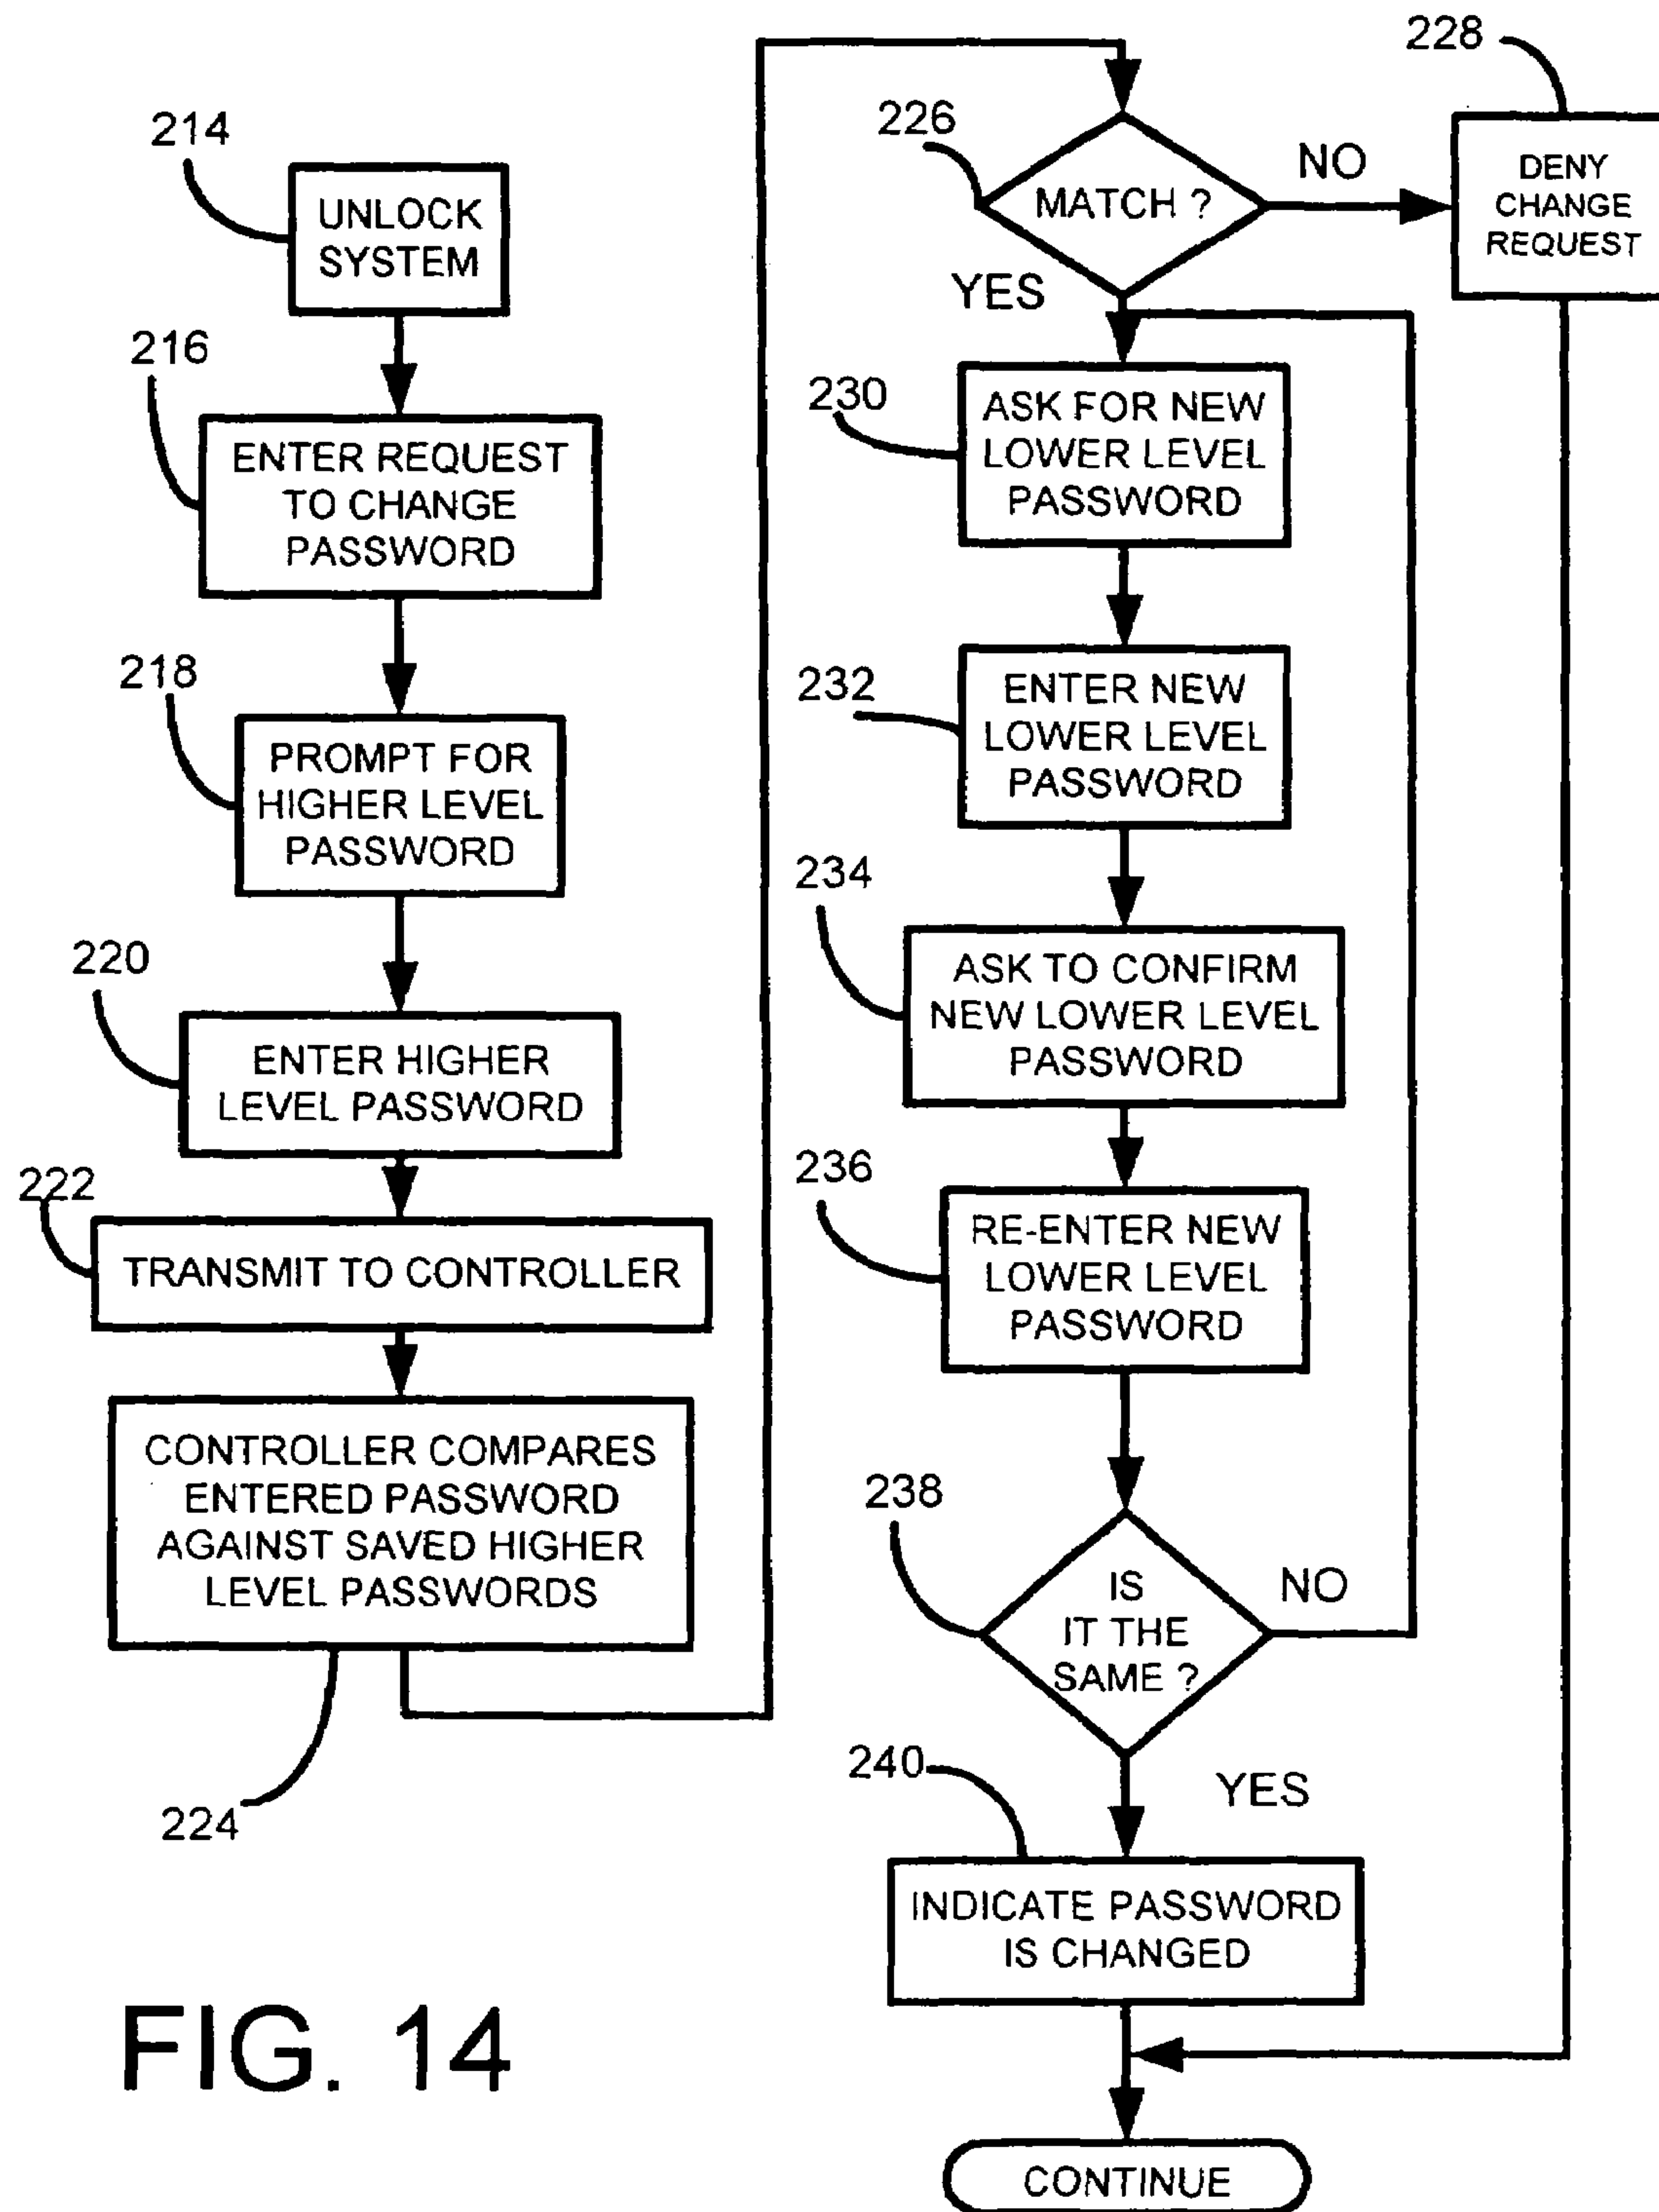 214
UNLOCK
SYSTEM
216
ENTER REQUEST
TO CHANGE
PASSWORD
218
PROMPT FOR
HIGHER LEVEL
PASSWORD
220
ENTER HIGHER
LEVEL PASSWORD
222
TRANSMIT TO CONTROLLER
CONTROLLER COMPARES
ENTERED PASSWORD
AGAINST SAVED HIGHER
LEVEL PASSWORDS
224
226
MATCH ?
NO
228
DENY
CHANGE
REQUEST
YES
230
ASK FOR NEW
LOWER LEVEL
PASSWORD
232
ENTER NEW
LOWER LEVEL
PASSWORD
234
ASK TO CONFIRM
NEW LOWER LEVEL
PASSWORD
236
RE-ENTER NEW
LOWER LEVEL
PASSWORD
238
IS
IT THE
SAME ?
NO
YES
240
INDICATE PASSWORD
IS CHANGED
CONTINUE
FIG. 14